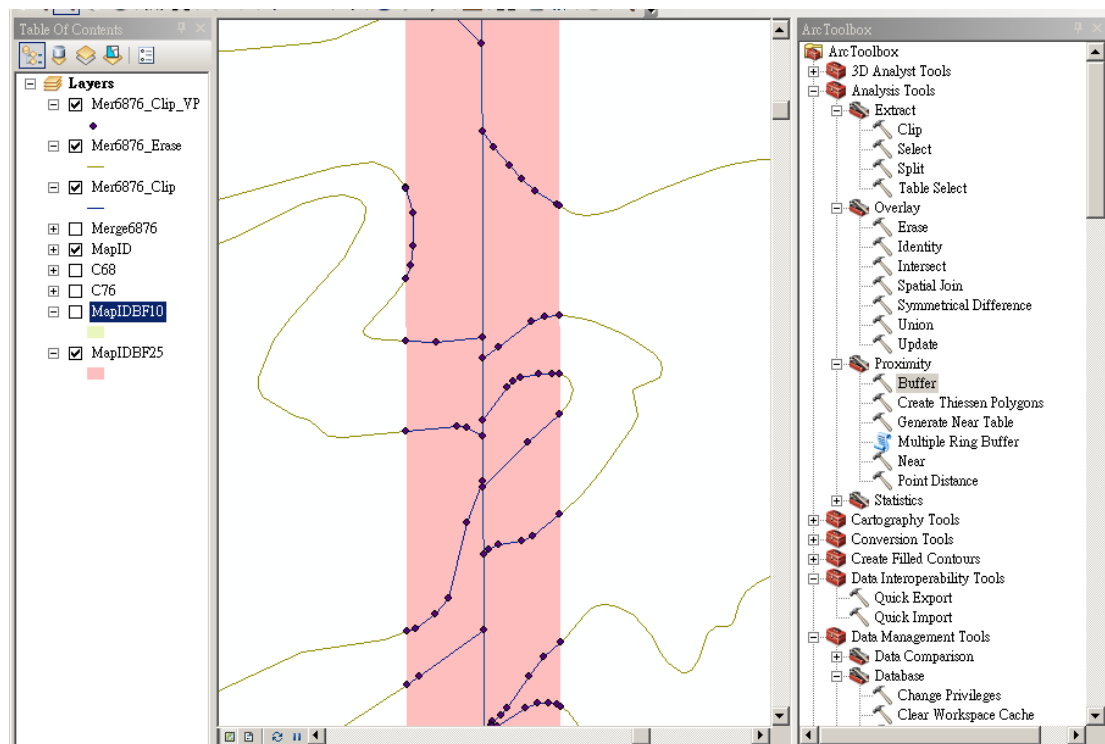 Table Of Contents
Layers
Mer6876_Clip_VP
Mer6876_Erase
Mer6876_Clip
Merge6876
MapID
C68
C76
MapIDBF10
MapIDBF25
ArcToolbox
ArcToolbox
3D Analyst Tools
Analysis Tools
Extract
Clip
Select
Split
Table Select
Overlay
Erase
Identity
Intersect
Spatial Join
Symmetrical Difference
Union
Update
Proximity
Buffer
Create Thiessen Polygons
Generate Near Table
Multiple Ring Buffer
Near
Point Distance
Statistics
Cartography Tools
Conversion Tools
Create Filled Contours
Data Interoperability Tools
Quick Export
Quick Import
Data Management Tools
Data Comparison
Database
Change Privileges
Clear Workspace Cache